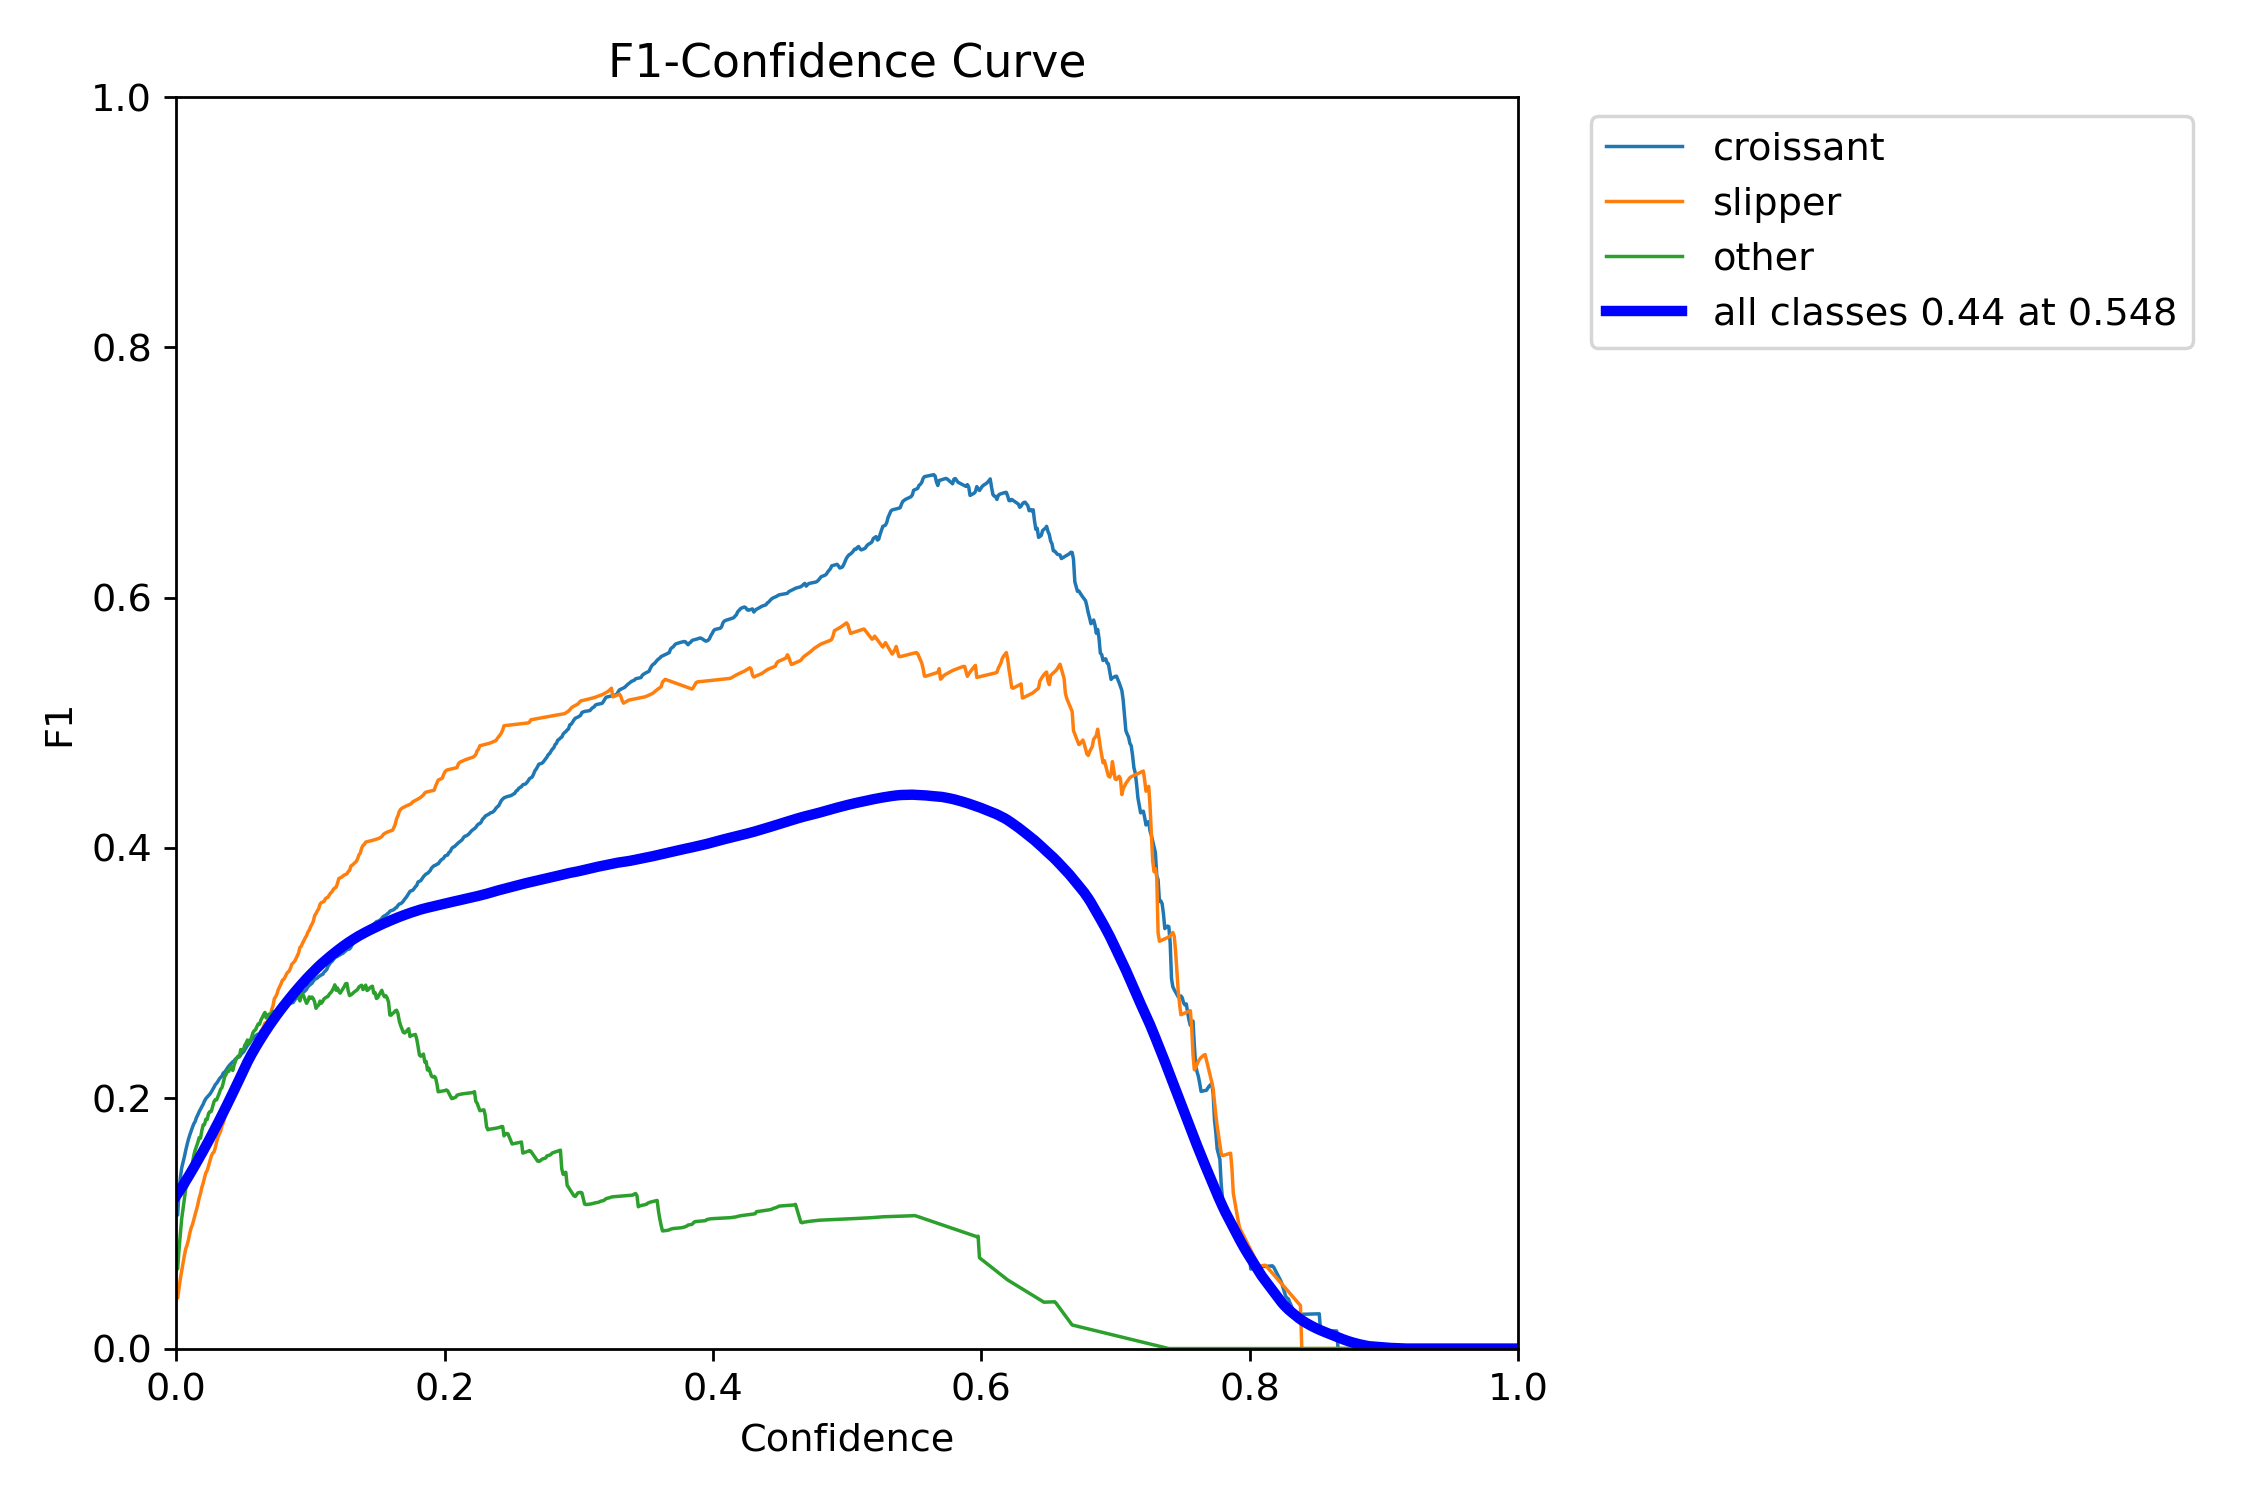 F1-Confidence Curve
1.0
0.8
0.6
0.4
0.2
0.0
F1
0.0 0.2 0.4 0.6 0.8 1.0
Confidence
croissant
slipper
other
all classes 0.44 at 0.548